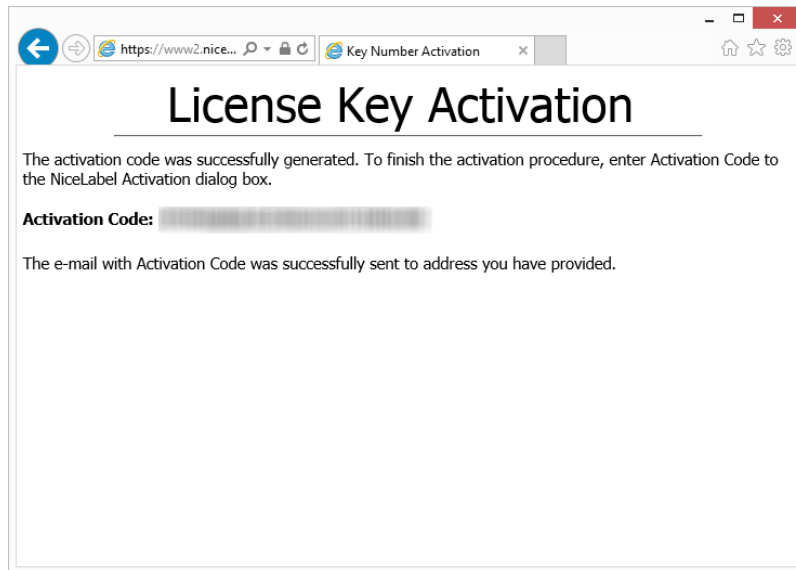 https://www2.nice...
Key Number Activation
License Key Activation
The activation code was successfully generated. To finish the activation procedure, enter Activation Code to
the NiceLabel Activation dialog box.
Activation Code:
The e-mail with Activation Code was successfully sent to address you have provided.